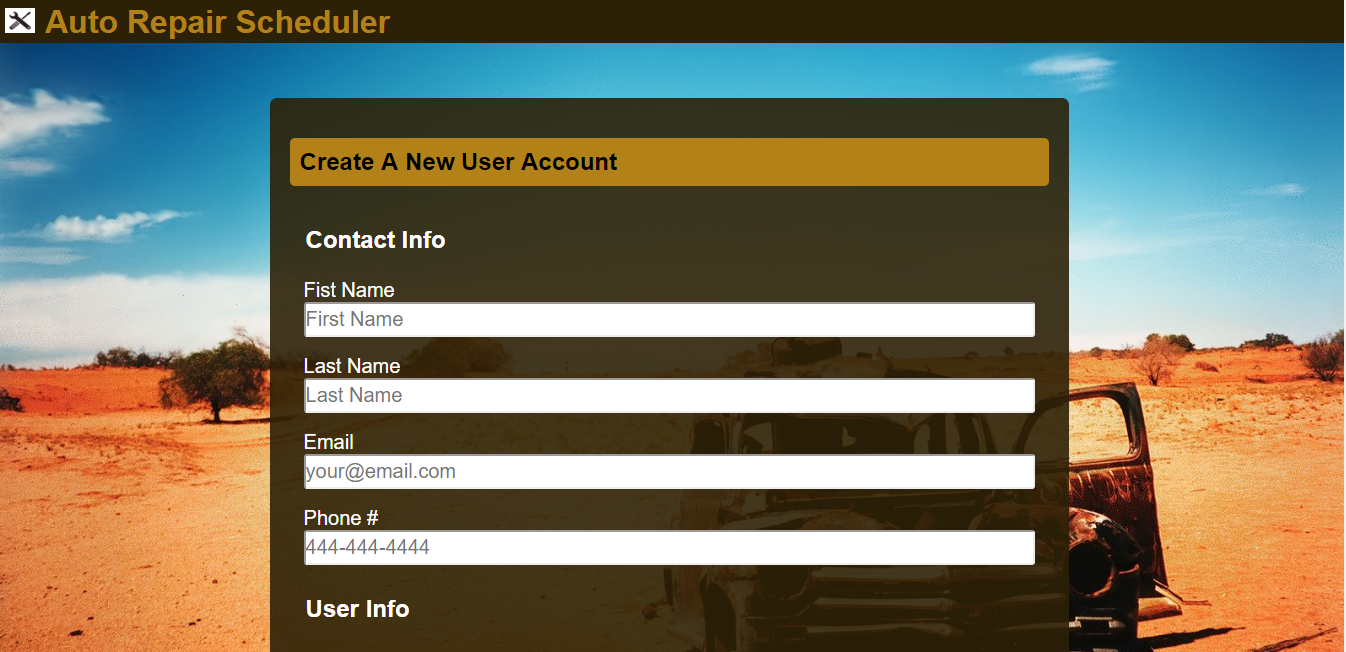 Auto Repair Scheduler
Create A New User Account
Contact Info
Fist Name
First Name
Last Name
Last Name
Email
your@email.com
Phone #
444-444-4444
User Info